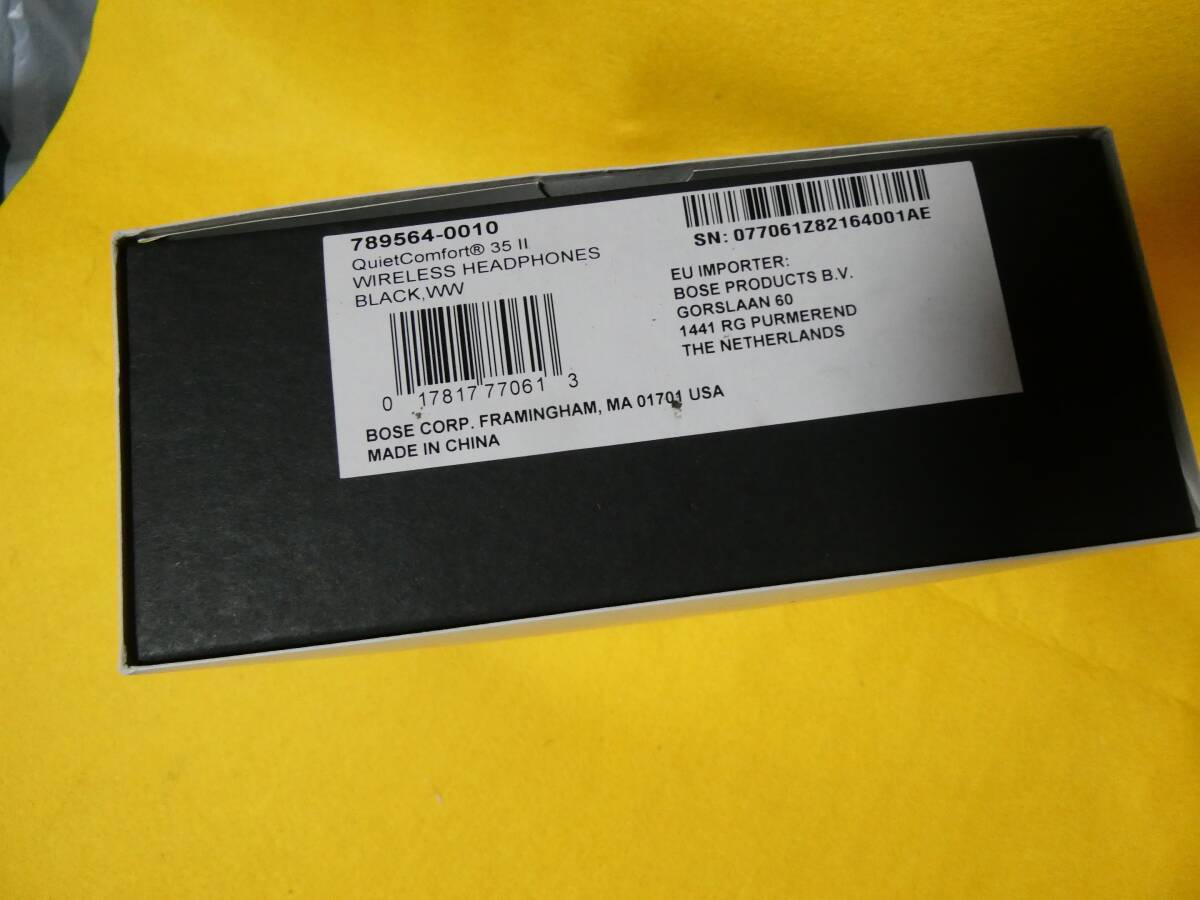 789564-0010
QuietComfort® 35 II
WIRELESS HEADPHONES
BLACK,WW
0 17817 77061 3
BOSE CORP. FRAMINGHAM, MA 01701 USA
MADE IN CHINA
SN: 077061Z82164001AE
EU IMPORTER:
BOSE PRODUCTS B.V.
GORSLAAN 60
1441 RG PURMEREND
THE NETHERLANDS